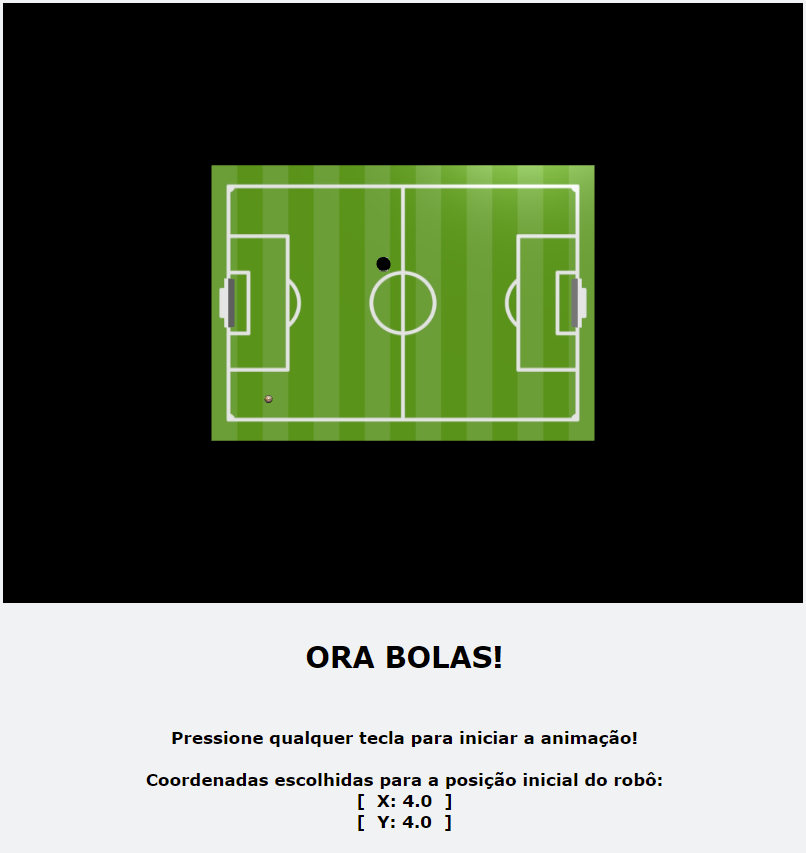 ORA BOLAS!
Pressione qualquer tecla para iniciar a animação!
Coordenadas escolhidas para a posição inicial do robô:
[  X: 4.0  ]
[  Y: 4.0  ]